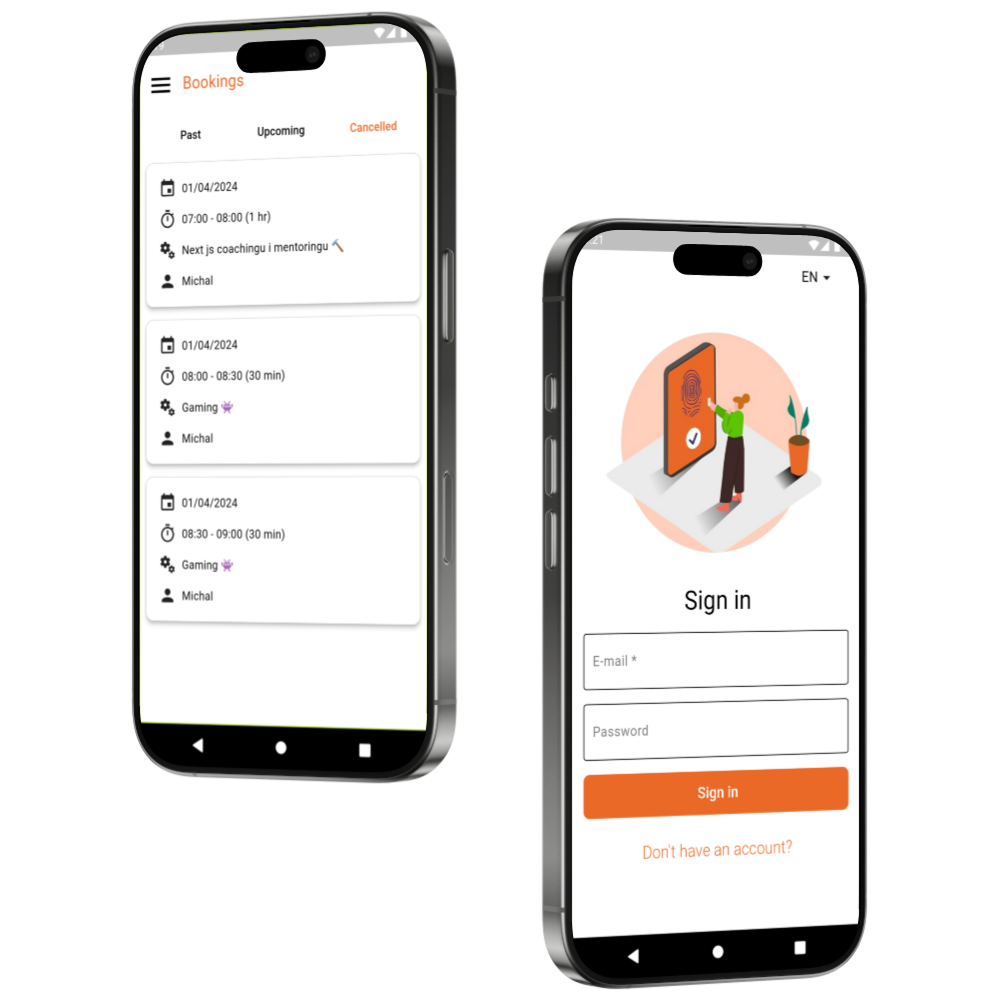 Bookings
Past Upcoming Cancelled
01/04/2024
07:00 - 08:00 (1 hr)
Next js coachingu i mentoringu 🔨
Michal
01/04/2024
08:00 - 08:30 (30 min)
Gaming 👾
Michal
01/04/2024
08:30 - 09:00 (30 min)
Gaming 👾
Michal
EN
Sign in
E-mail *
Password
Sign in
Don't have an account?